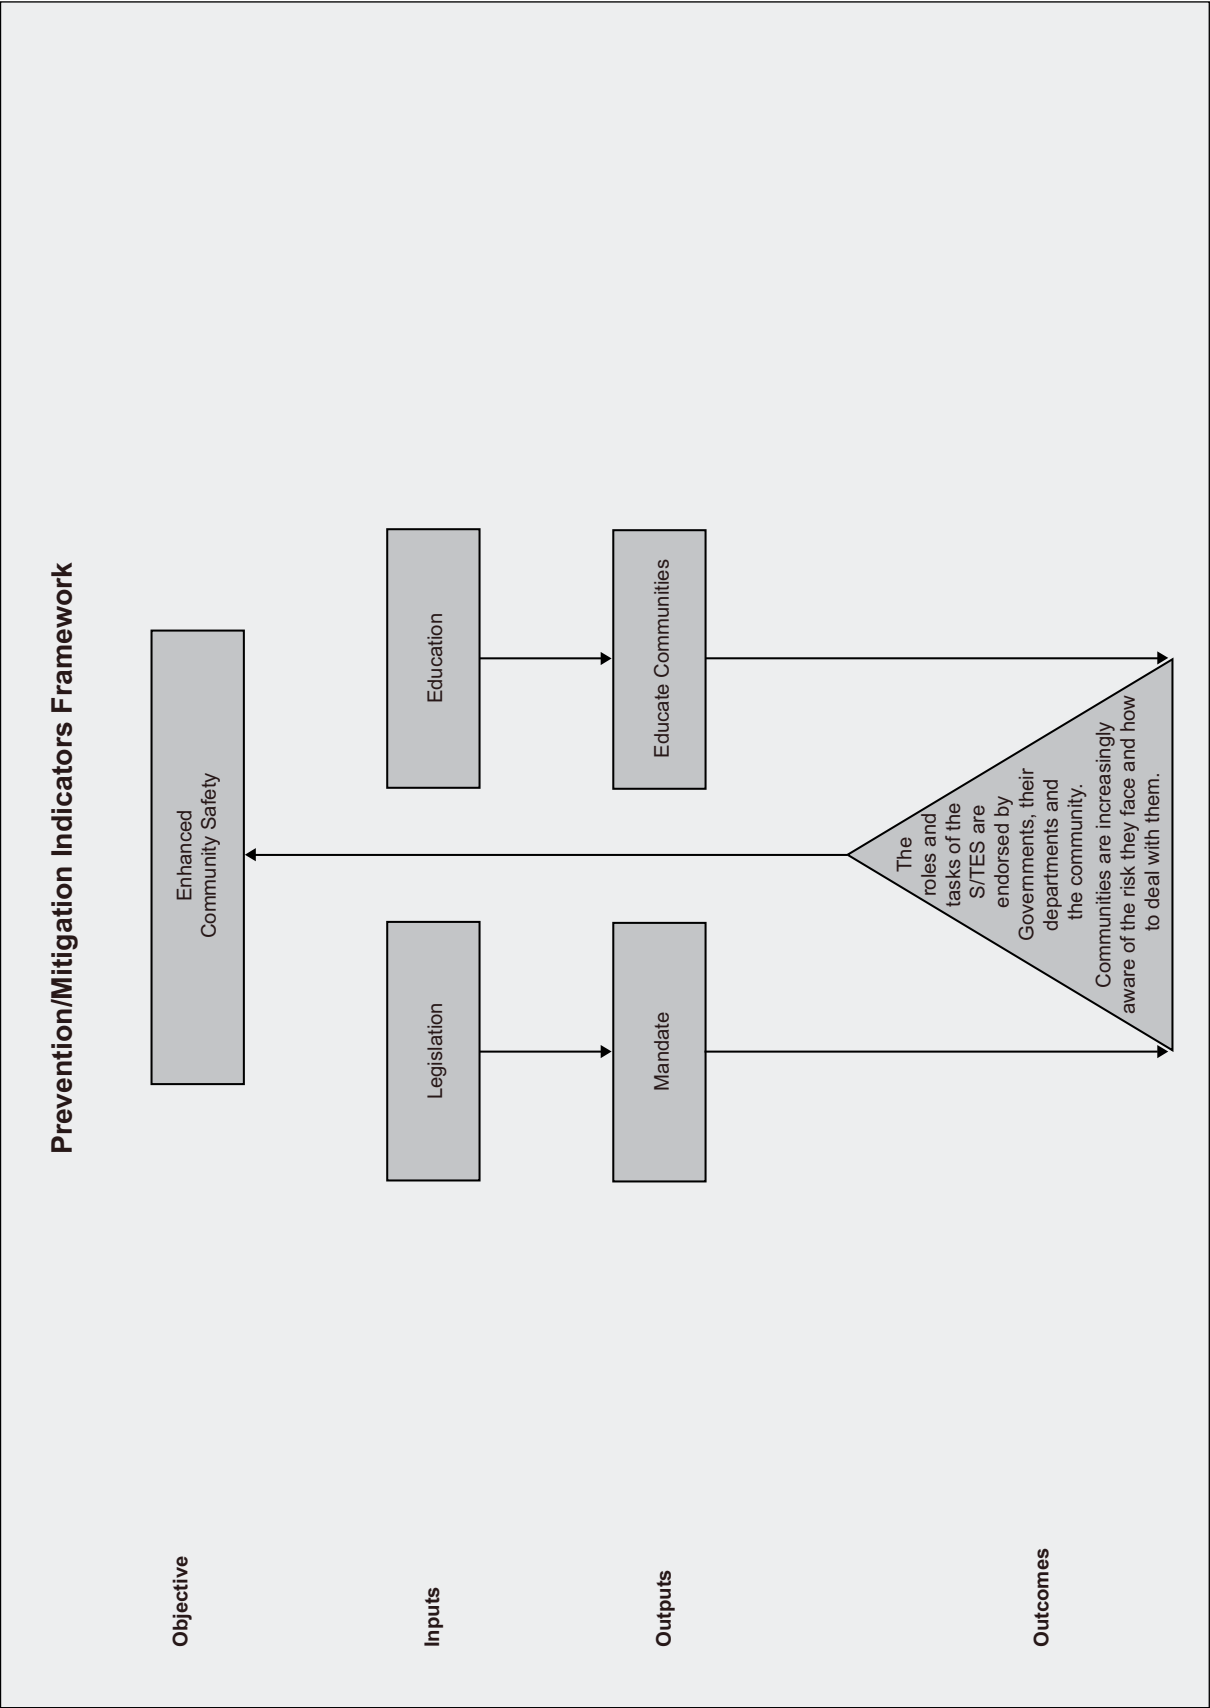 Prevention/Mitigation Indicators Framework
Objective
Enhanced
Community Safety
Inputs
Legislation
Education
Outputs
Mandate
Educate Communities
Outcomes
The
roles and
tasks of the
S/TES are
endorsed by
Governments, their
departments and
the community.
Communities are increasingly
aware of the risk they face and how
to deal with them.